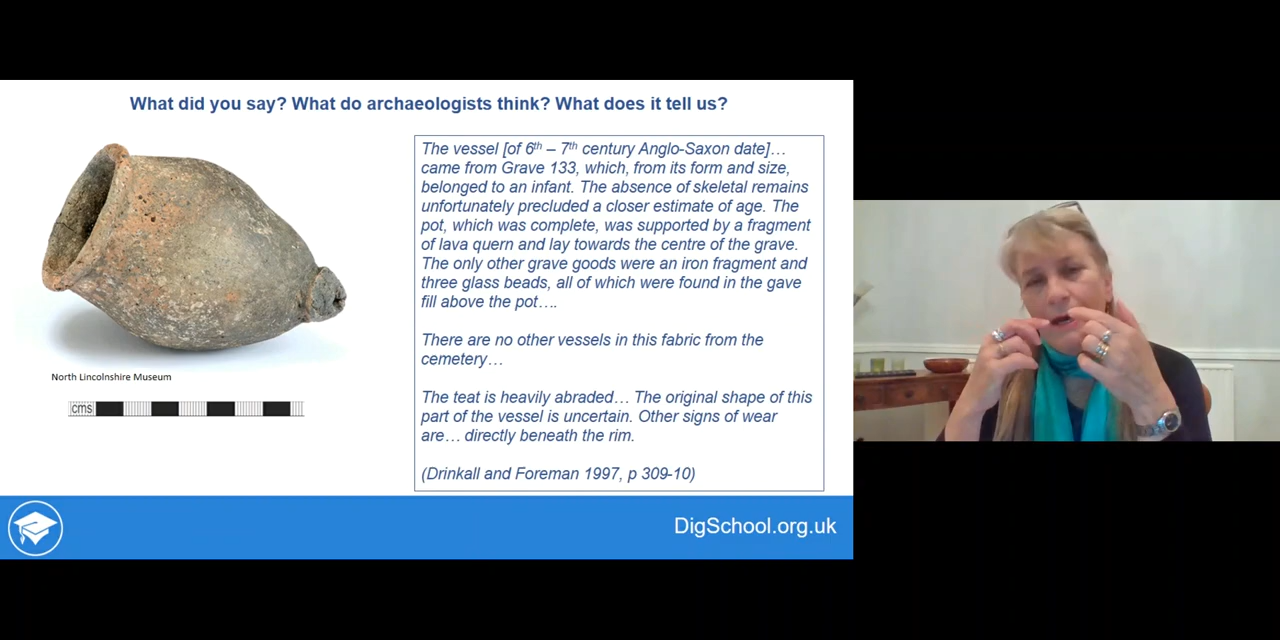 What did you say? What do archaeologists think? What does it tell us?
The vessel [of 6th – 7th century Anglo-Saxon date]…
came from Grave 133, which, from its form and size,
belonged to an infant. The absence of skeletal remains
unfortunately precluded a closer estimate of age. The
pot, which was complete, was supported by a fragment
of lava quern and lay towards the centre of the grave.
The only other grave goods were an iron fragment and
three glass beads, all of which were found in the gave
fill above the pot….
There are no other vessels in this fabric from the
cemetery…
The teat is heavily abraded… The original shape of this
part of the vessel is uncertain. Other signs of wear
are… directly beneath the rim.
(Drinkall and Foreman 1997, p 309-10)
North Lincolnshire Museum
cms
DigSchool.org.uk